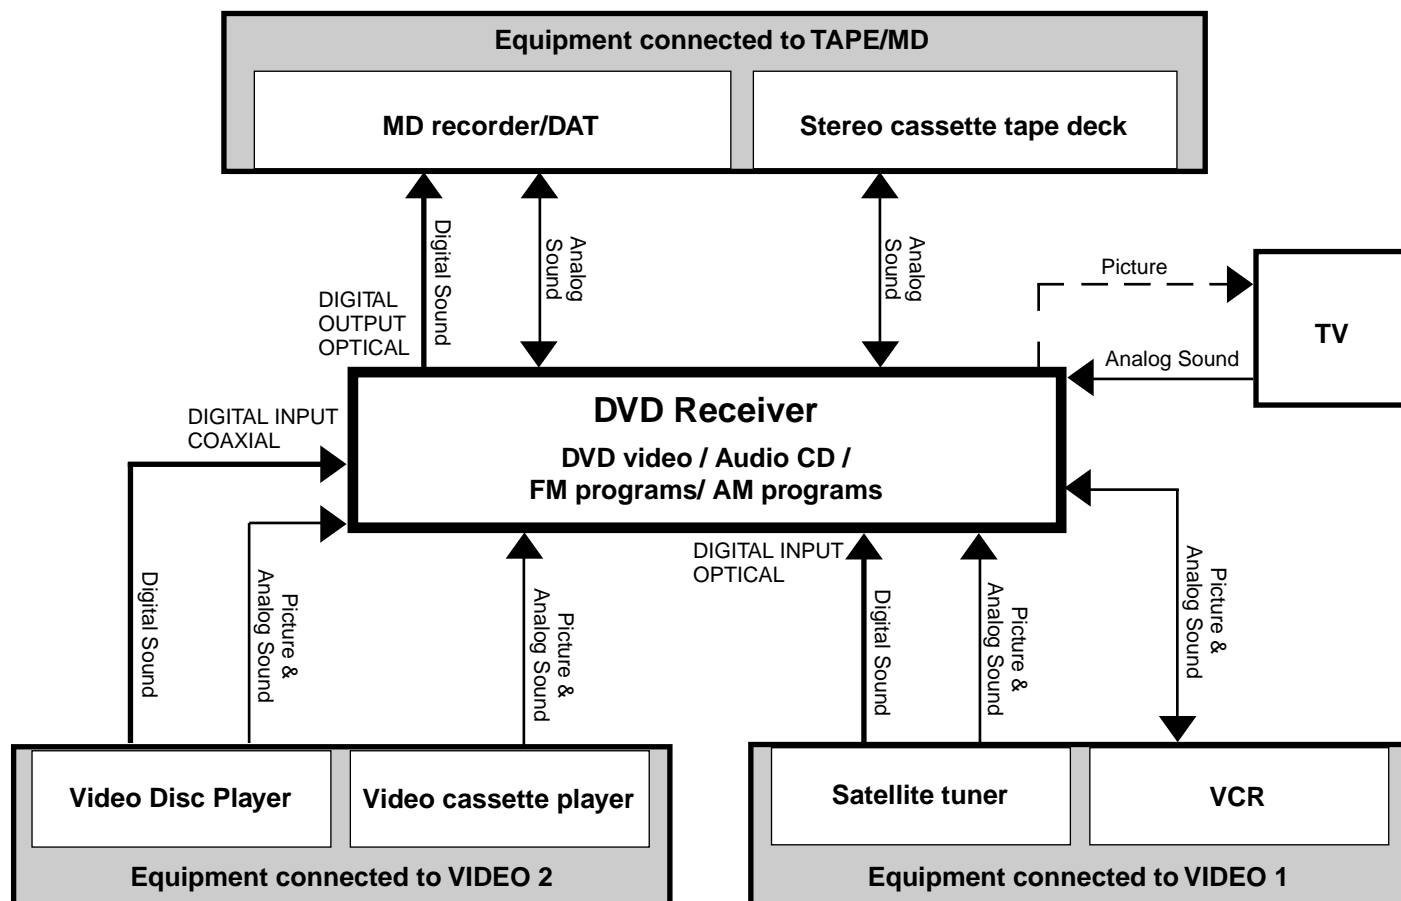 Equipment connected to TAPE/MD
MD recorder/DAT
Stereo cassette tape deck
Digital Sound
Analog
Sound
Analog
Sound
DIGITAL
OUTPUT
OPTICAL
Picture
TV
Analog Sound
DVD Receiver
DVD video / Audio CD /
FM programs/ AM programs
DIGITAL INPUT
COAXIAL
DIGITAL INPUT
OPTICAL
Digital Sound
Picture &
Analog Sound
Picture &
Analog Sound
Digital Sound
Picture &
Analog Sound
Picture &
Analog Sound
Video Disc Player
Video cassette player
Equipment connected to VIDEO 2
Satellite tuner
VCR
Equipment connected to VIDEO 1